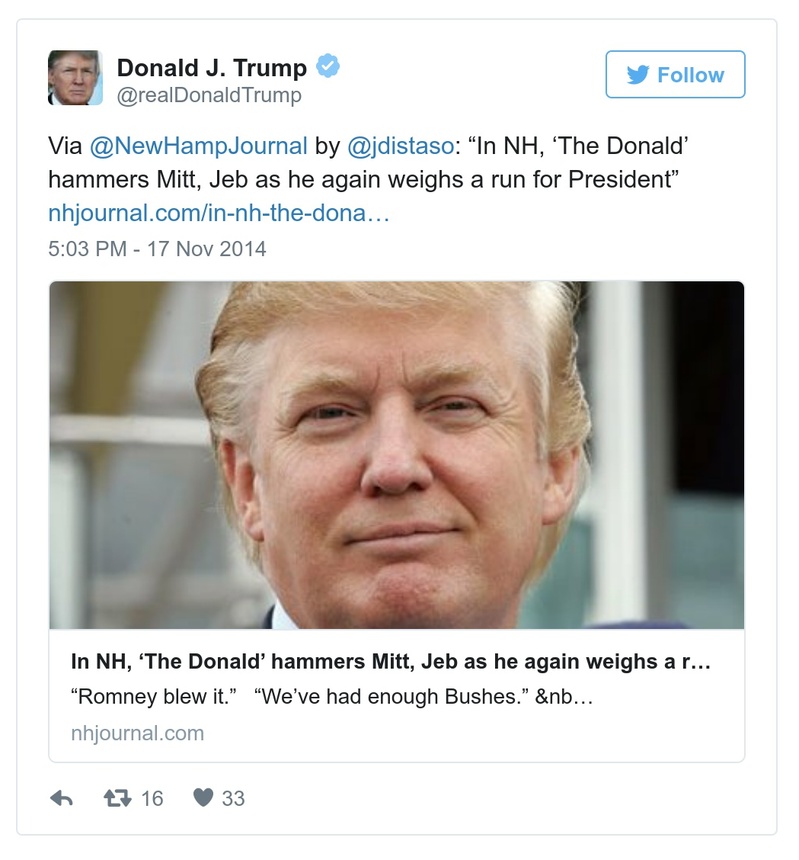 Donald J. Trump
Follow
@realDonaldTrump
Via @NewHampJournal by @jdistaso: “In NH, ‘The Donald’
hammers Mitt, Jeb as he again weighs a run for President”
nhjournal.com/in-nh-the-dona…
5:03 PM - 17 Nov 2014
In NH, ‘The Donald’ hammers Mitt, Jeb as he again weighs a r…
“Romney blew it.”   “We’ve had enough Bushes.” &nb…
nhjournal.com
16 33